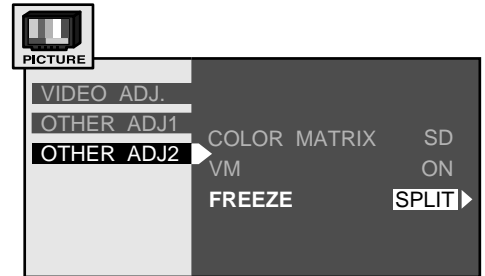 PICTURE
VIDEO ADJ.
OTHER ADJ1
OTHER ADJ2
COLOR MATRIX SD
VM ON
FREEZE SPLIT